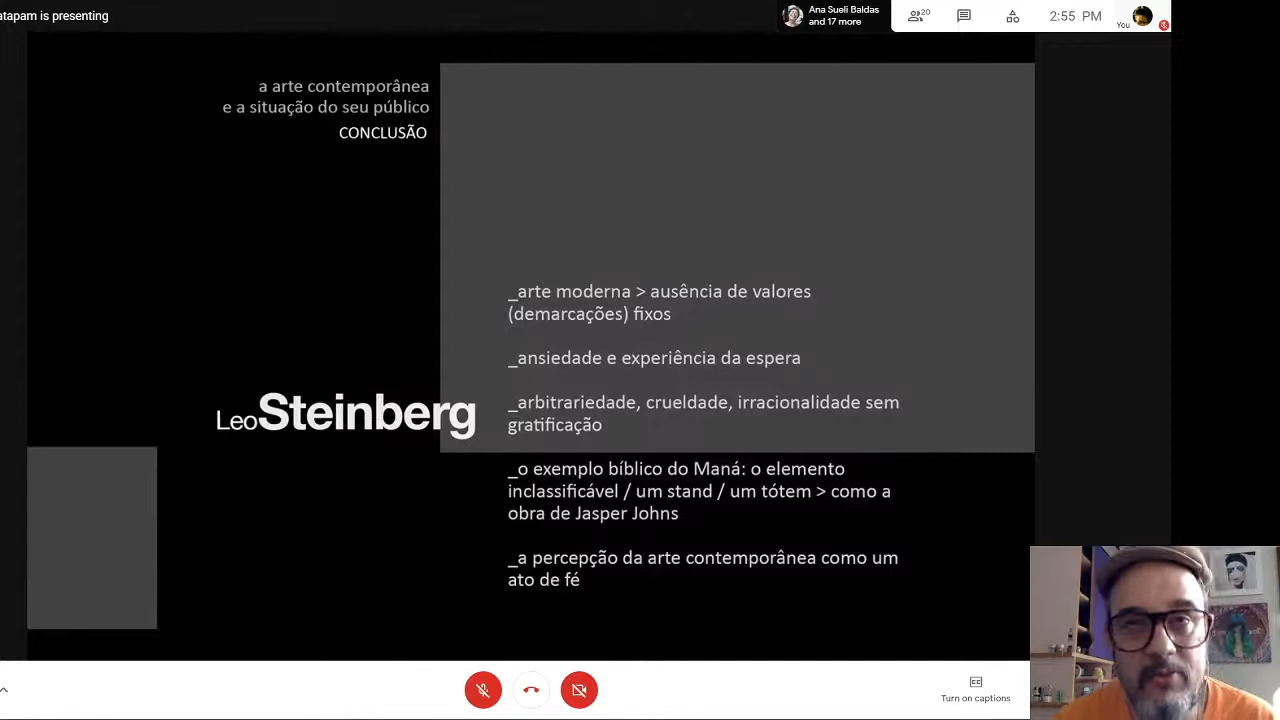 atapam is presenting
Ana Sueli Baldas
and 17 more
20
2:55 PM
You
a arte contemporânea
e a situação do seu público
CONCLUSÃO
_arte moderna > ausência de valores
(demarcações) fixos
_ansiedade e experiência da espera
_arbitrariedade, crueldade, irracionalidade sem
gratificação
LeoSteinberg
_o exemplo bíblico do Maná: o elemento
inclassificável / um stand / um tótem > como a
obra de Jasper Johns
_a percepção da arte contemporânea como um
ato de fé
CC
Turn on captions